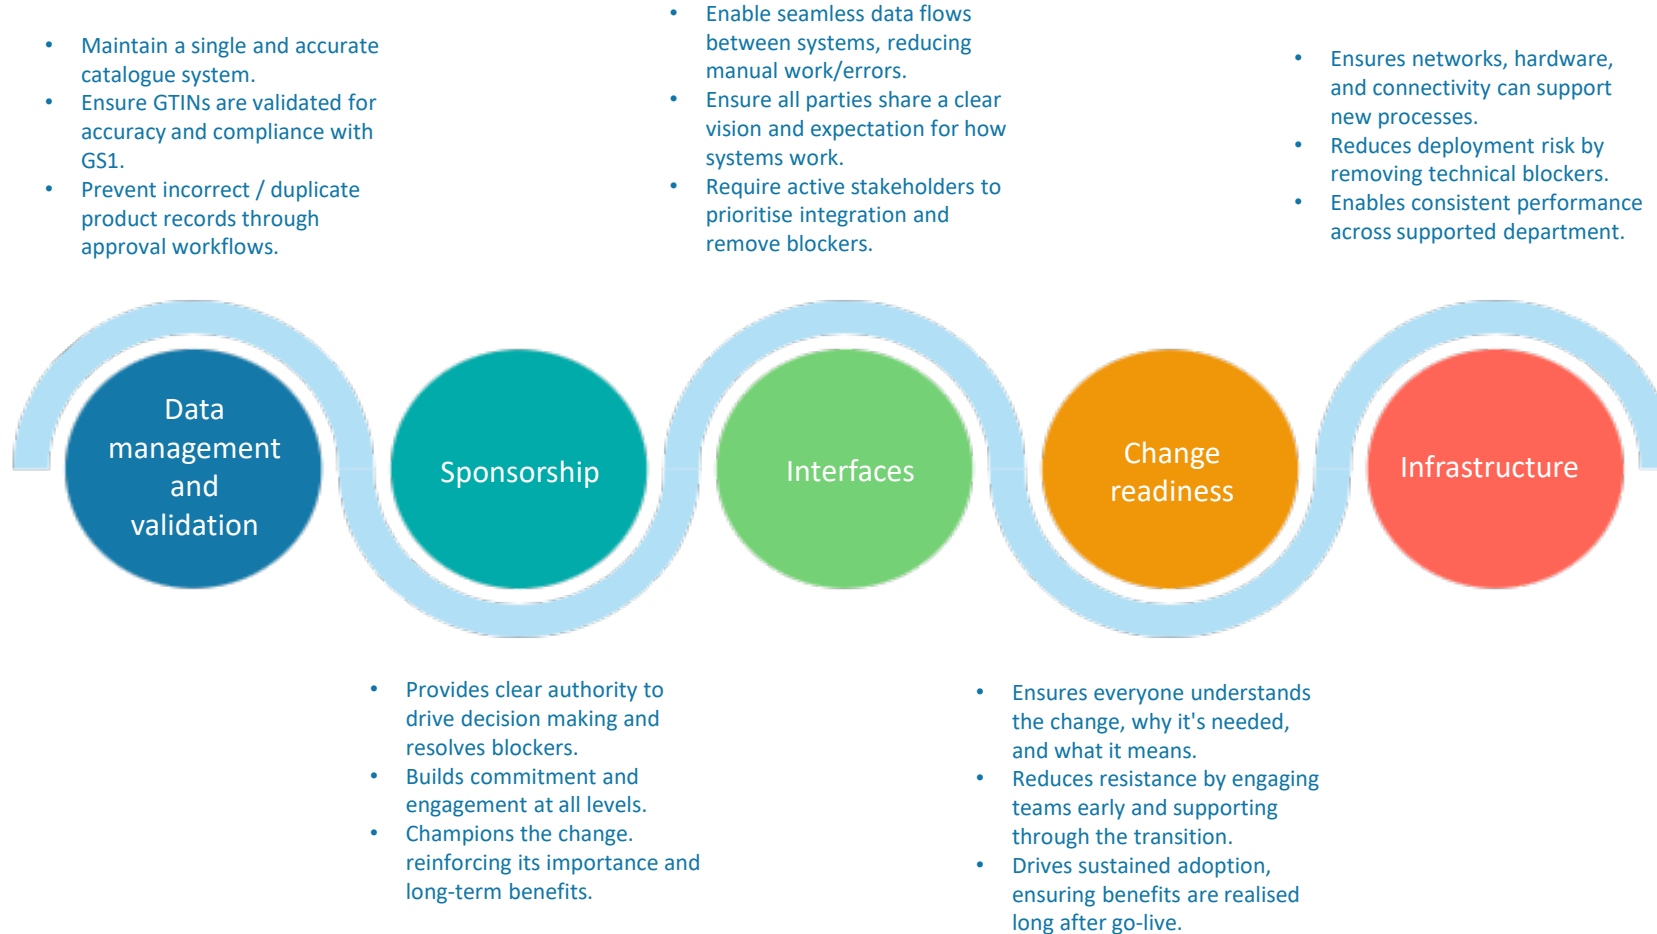 • Maintain a single and accurate
catalogue system.
• Ensure GTINs are validated for
accuracy and compliance with
GS1.
• Prevent incorrect / duplicate
product records through
approval workflows.
• Enable seamless data flows
between systems, reducing
manual work/errors.
• Ensure all parties share a clear
vision and expectation for how
systems work.
• Require active stakeholders to
prioritise integration and
remove blockers.
• Ensures networks, hardware,
and connectivity can support
new processes.
• Reduces deployment risk by
removing technical blockers.
• Enables consistent performance
across supported department.
Data
management
and
validation
Sponsorship
Interfaces
Change
readiness
Infrastructure
• Provides clear authority to
drive decision making and
resolves blockers.
• Builds commitment and
engagement at all levels.
• Champions the change.
reinforcing its importance and
long-term benefits.
• Ensures everyone understands
the change, why it's needed,
and what it means.
• Reduces resistance by engaging
teams early and supporting
through the transition.
• Drives sustained adoption,
ensuring benefits are realised
long after go-live.